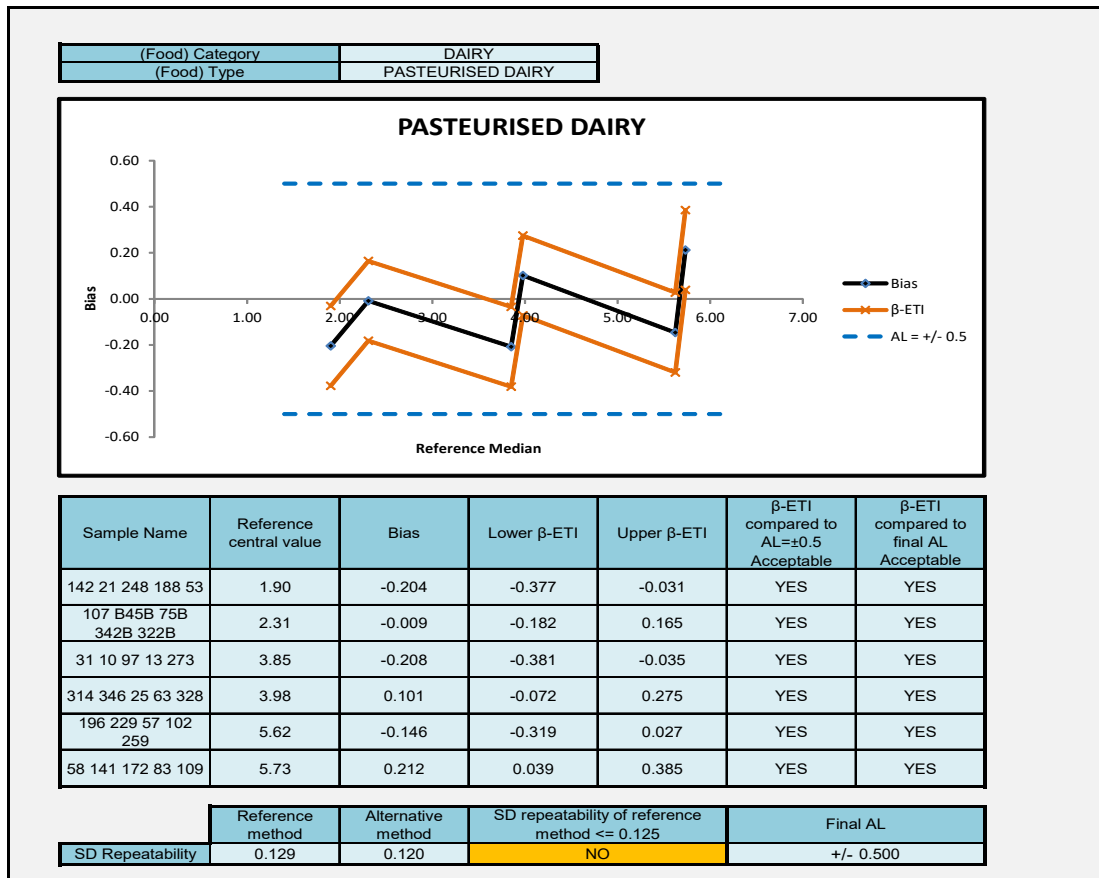 (Food) Category DAIRY
(Food) Type PASTEURISED DAIRY
PASTEURISED DAIRY
0.60
0.40
0.20
0.00
-0.20
-0.40
-0.60
Bias
0.00 1.00 2.00 3.00 4.00 5.00 6.00 7.00
Reference Median
Bias
β-ETI
AL = +/- 0.5
Sample Name Reference central value Bias Lower β-ETI Upper β-ETI β-ETI compared to AL=±0.5 Acceptable β-ETI compared to final AL Acceptable
142 21 248 188 53 1.90 -0.204 -0.377 -0.031 YES YES
107 B45B 75B 342B 322B 2.31 -0.009 -0.182 0.165 YES YES
31 10 97 13 273 3.85 -0.208 -0.381 -0.035 YES YES
314 346 25 63 328 3.98 0.101 -0.072 0.275 YES YES
196 229 57 102 259 5.62 -0.146 -0.319 0.027 YES YES
58 141 172 83 109 5.73 0.212 0.039 0.385 YES YES
Reference method Alternative method SD repeatability of reference method <= 0.125 Final AL
SD Repeatability 0.129 0.120 NO +/- 0.500